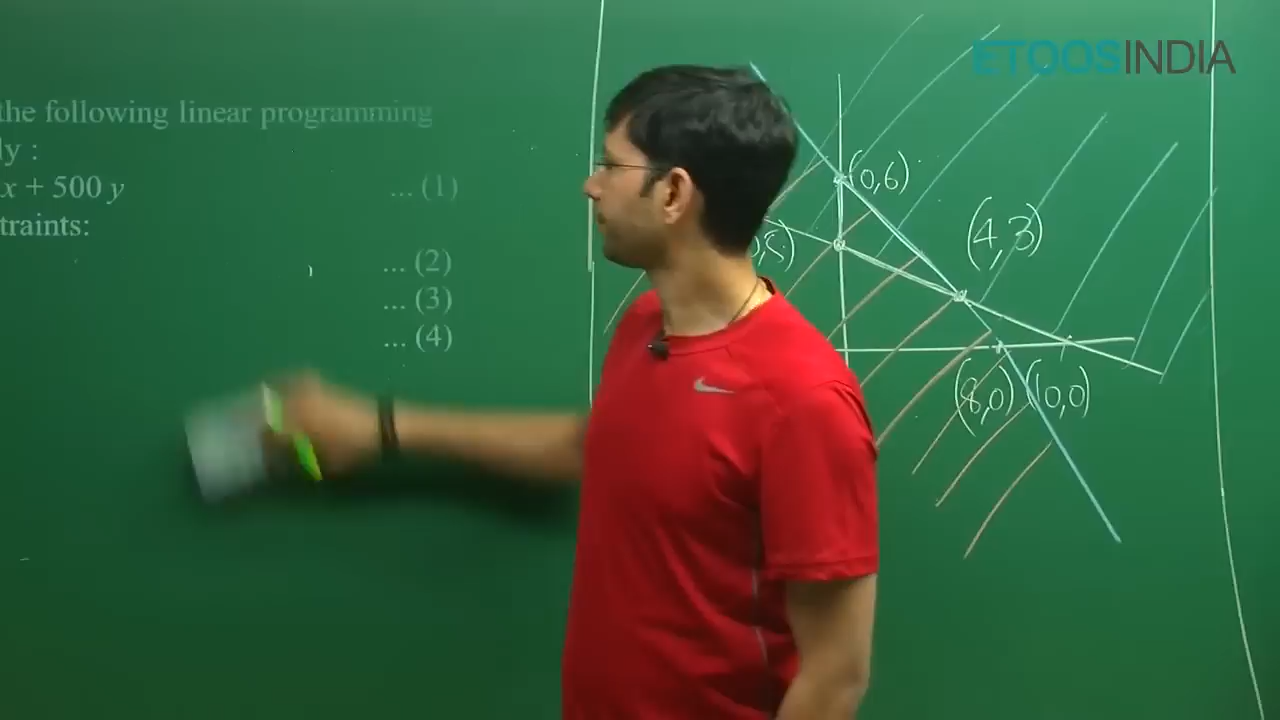 ETOOSINDIA
the following linear programming
ly :
x + 500 y ... (1)
traints:
... (2)
... (3)
... (4)
(0,6)
(4,3)
(8,0) (10,0)